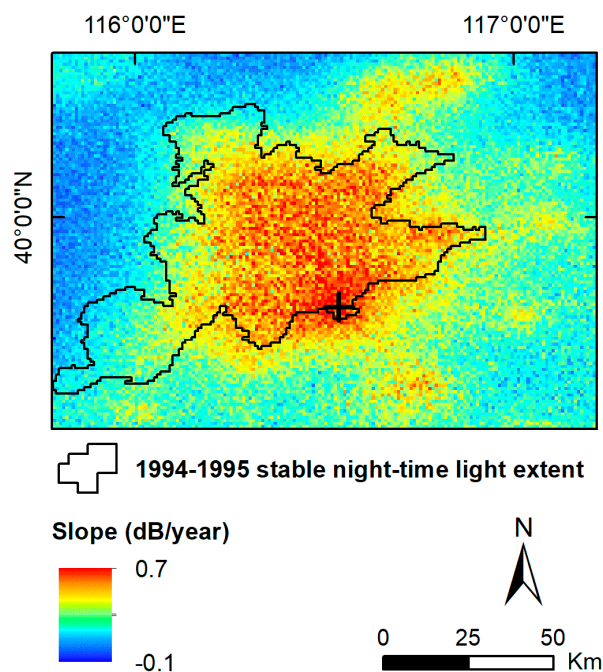 116°0'0"E 117°0'0"E
40°0'0"N
1994-1995 stable night-time light extent
Slope (dB/year)
0.7
-0.1
N
0 25 50
Km